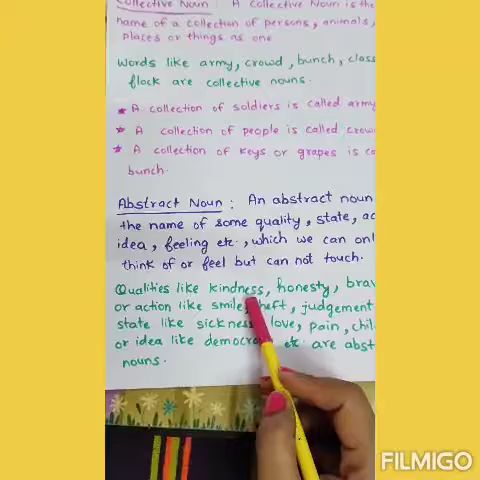 Collective Noun : A Collective Noun is the
name of a collection of persons, animals,
places or things as one
Words like army, crowd, bunch, class
flock are collective nouns.
★ A collection of soldiers is called army
★ A collection of people is called crow
★ A collection of keys or grapes is c
bunch.
Abstract Noun : An abstract noun
the name of some quality, state, ac
idea, feeling etc., which we can onl
think of or feel but can not touch.
Qualities like kindness, honesty, brav
or action like smile, theft, judgement
state like sickness, love, pain, chil
or idea like democra etc are abst
nouns.
FILMIGO